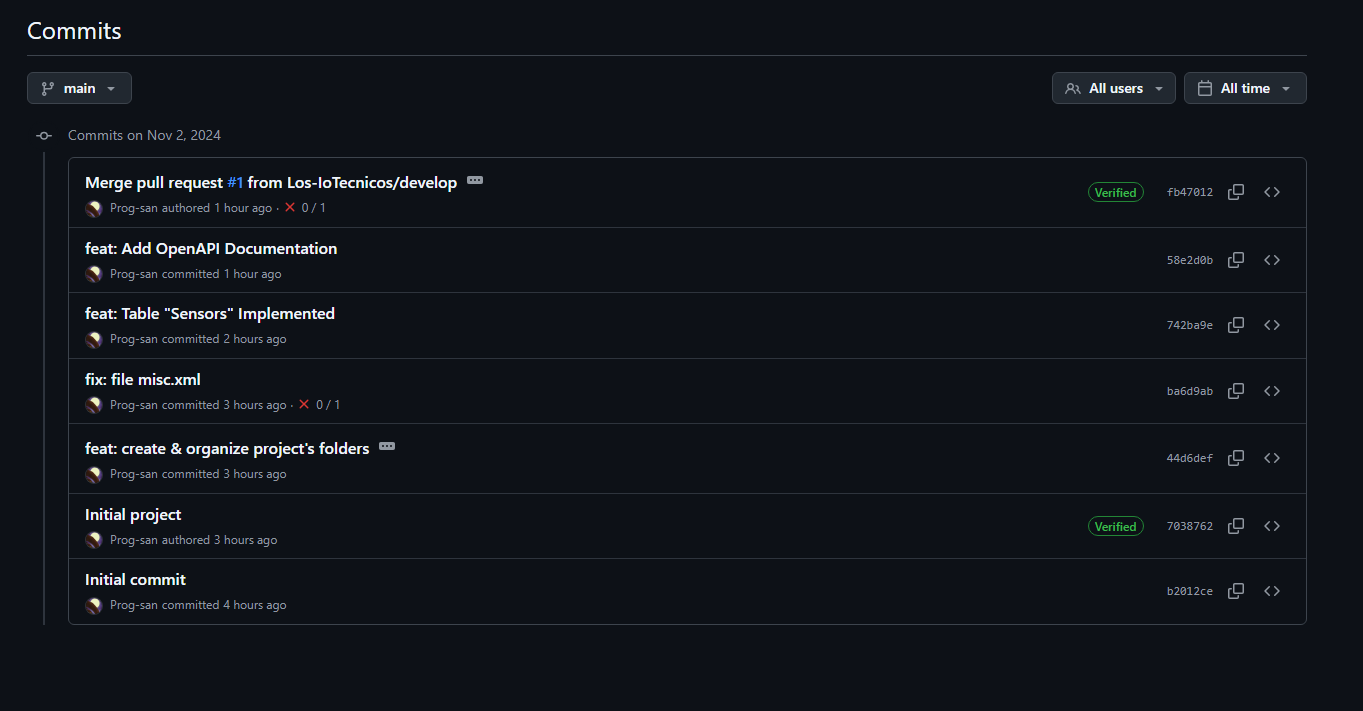 Commits
main
All users
All time
Commits on Nov 2, 2024
Merge pull request #1 from Los-IoTecnicos/develop
Verified
fb47012
Prog-san authored 1 hour ago · 0 / 1
feat: Add OpenAPI Documentation
58e2d0b
Prog-san committed 1 hour ago
feat: Table "Sensors" Implemented
742ba9e
Prog-san committed 2 hours ago
fix: file misc.xml
ba6d9ab
Prog-san committed 3 hours ago · 0 / 1
feat: create & organize project's folders
44d6def
Prog-san committed 3 hours ago
Initial project
Verified
7038762
Prog-san authored 3 hours ago
Initial commit
b2012ce
Prog-san committed 4 hours ago